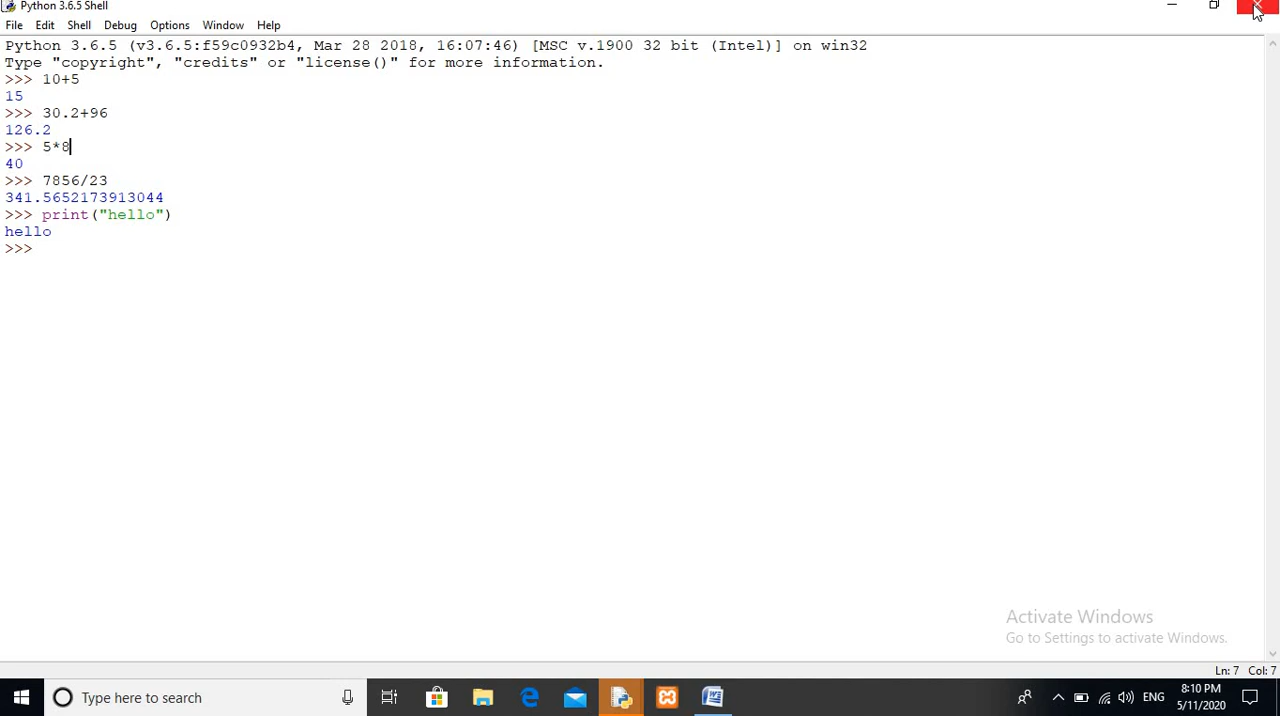 Python 3.6.5 Shell
File Edit Shell Debug Options Window Help
Python 3.6.5 (v3.6.5:f59c0932b4, Mar 28 2018, 16:07:46) [MSC v.1900 32 bit (Intel)] on win32
Type "copyright", "credits" or "license()" for more information.
>>> 10+5
15
>>> 30.2+96
126.2
>>> 5*8
40
>>> 7856/23
341.5652173913044
>>> print("hello")
hello
>>>
Activate Windows
Go to Settings to activate Windows.
Ln: 7 Col: 7
Type here to search
ENG
8:10 PM
5/11/2020